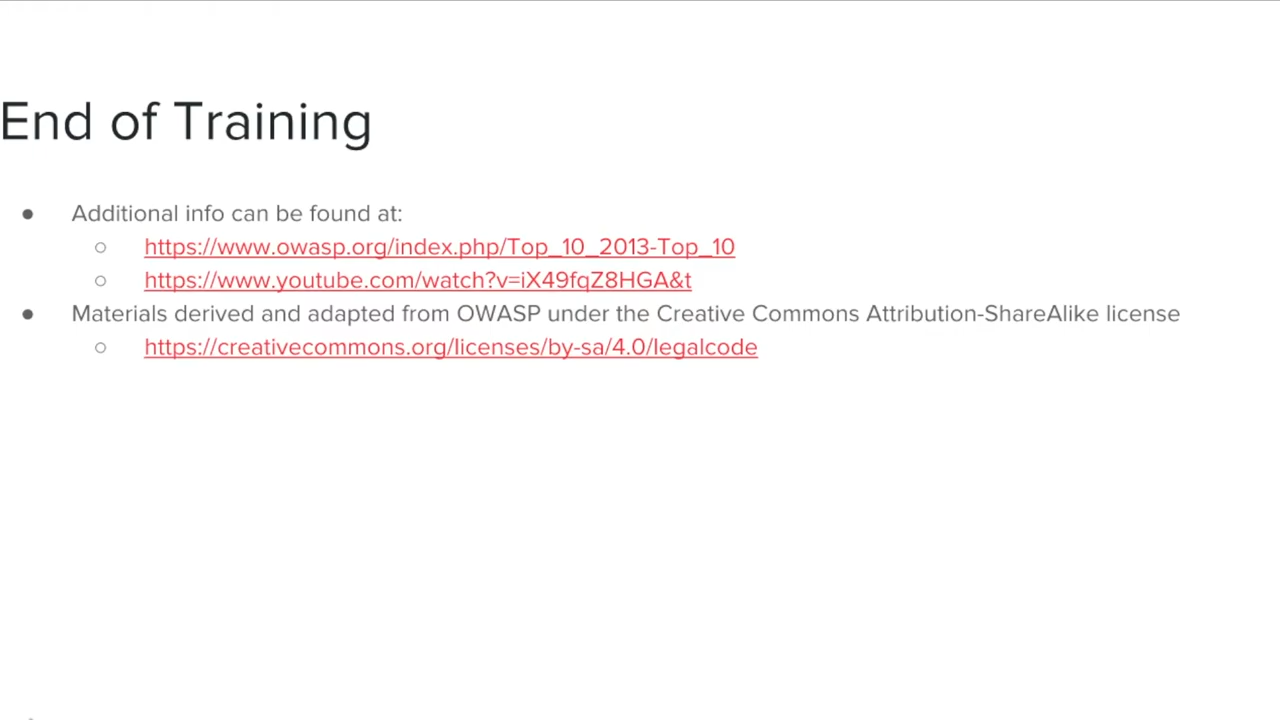 End of Training
● Additional info can be found at:
○ https://www.owasp.org/index.php/Top_10_2013-Top_10
○ https://www.youtube.com/watch?v=iX49fqZ8HGA&t
● Materials derived and adapted from OWASP under the Creative Commons Attribution-ShareAlike license
○ https://creativecommons.org/licenses/by-sa/4.0/legalcode